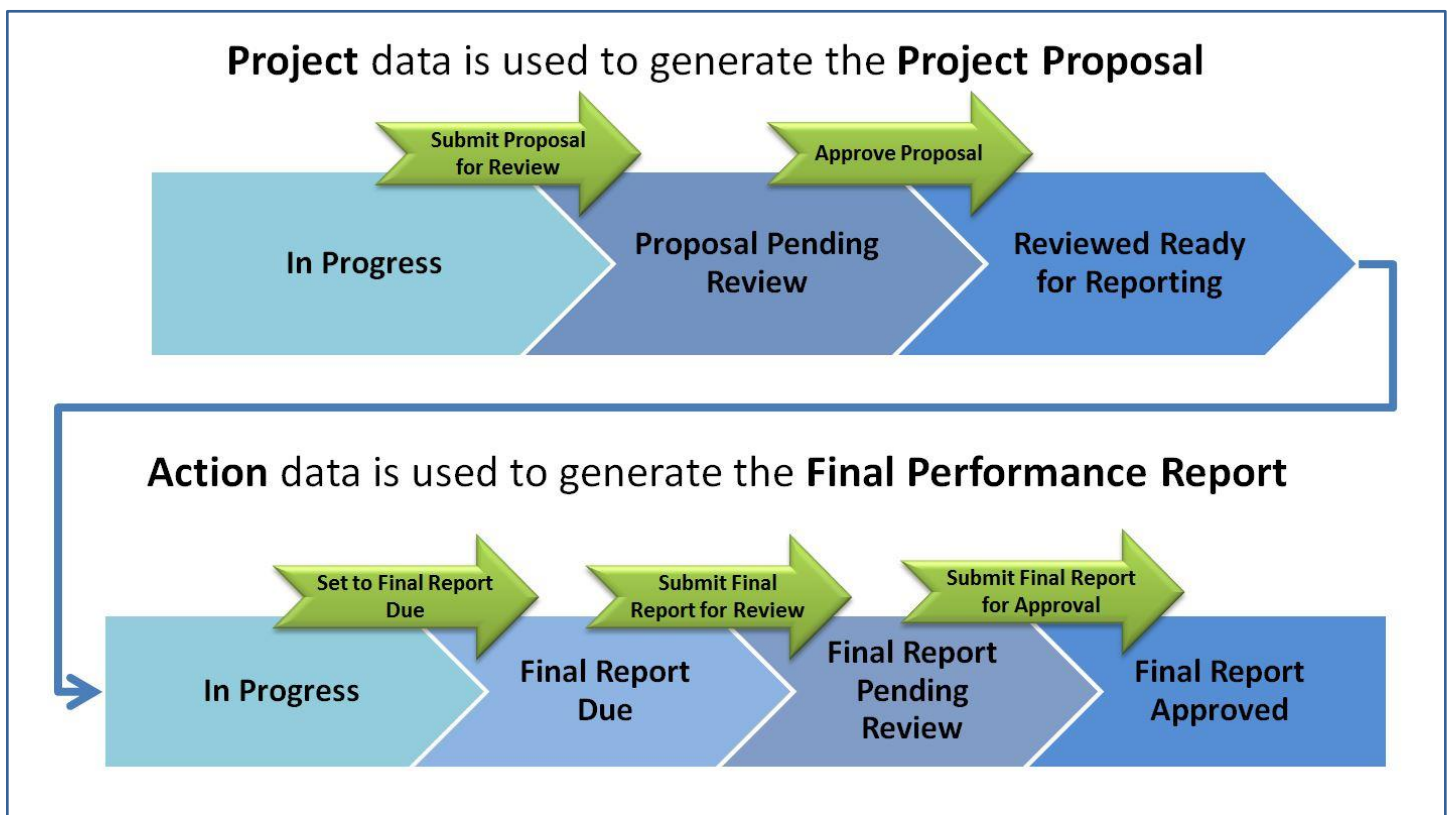 Project data is used to generate the Project Proposal
Submit Proposal
for Review
Approve Proposal
In Progress
Proposal Pending
Review
Reviewed Ready
for Reporting
Action data is used to generate the Final Performance Report
Set to Final Report
Due
Submit Final
Report for Review
Submit Final Report
for Approval
In Progress
Final Report
Due
Final Report
Pending
Review
Final Report
Approved